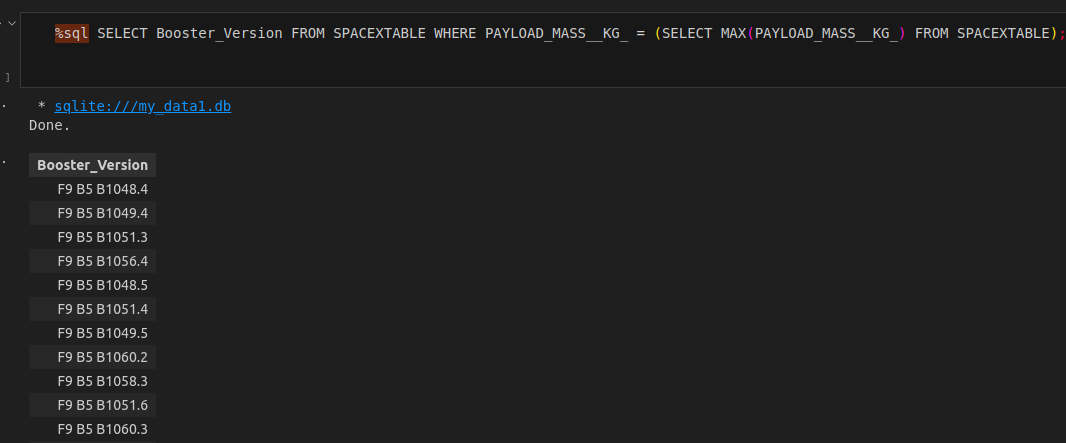 %sql SELECT Booster_Version FROM SPACEXTABLE WHERE PAYLOAD_MASS__KG_ = (SELECT MAX(PAYLOAD_MASS__KG_) FROM SPACEXTABLE);
]
* sqlite:///my_data1.db
Done.
Booster_Version
F9 B5 B1048.4
F9 B5 B1049.4
F9 B5 B1051.3
F9 B5 B1056.4
F9 B5 B1048.5
F9 B5 B1051.4
F9 B5 B1049.5
F9 B5 B1060.2
F9 B5 B1058.3
F9 B5 B1051.6
F9 B5 B1060.3